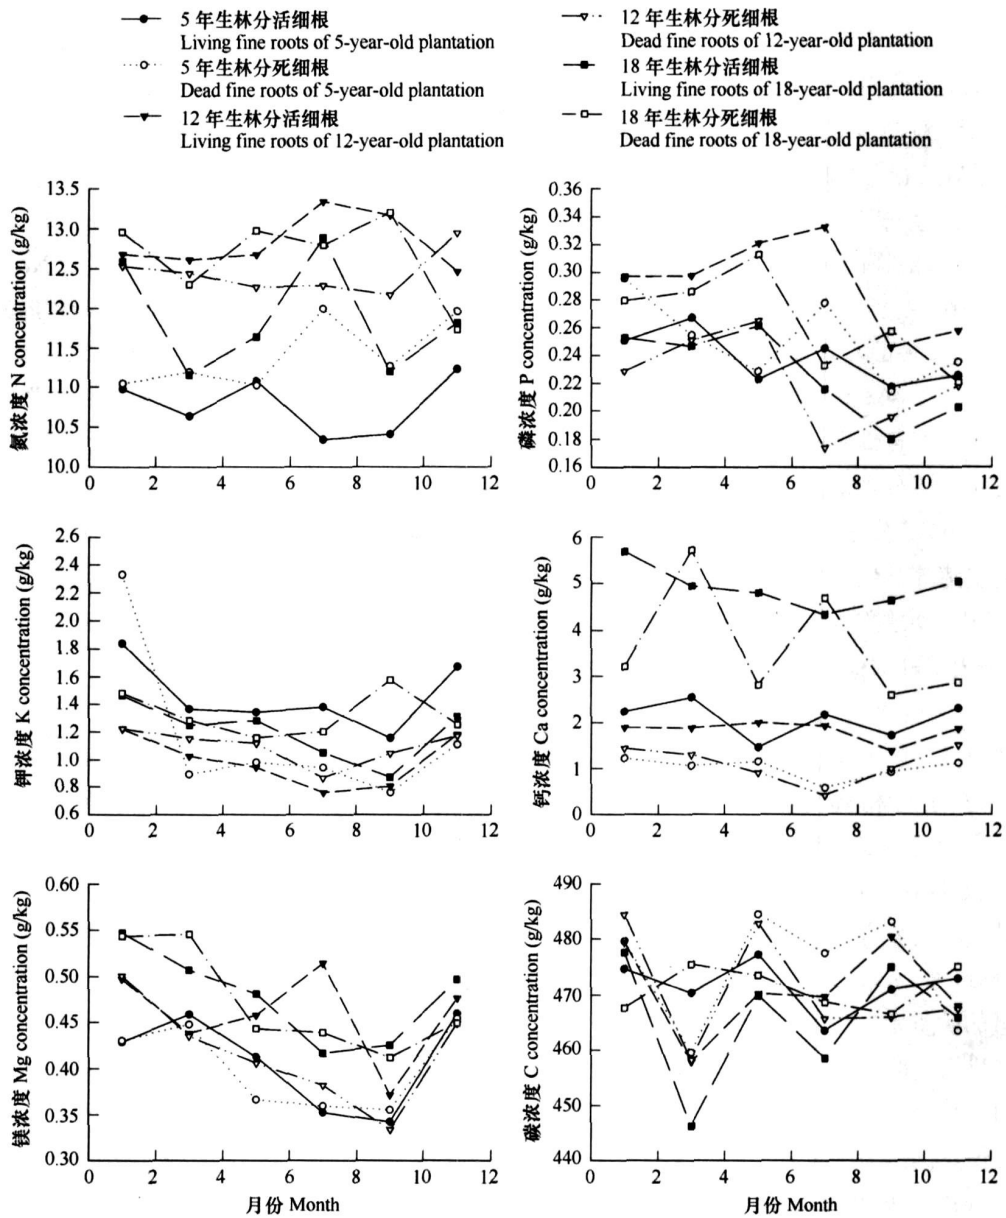 5 年生林分活细根
Living fine roots of 5-year-old plantation
5 年生林分死细根
Dead fine roots of 5-year-old plantation
12 年生林分活细根
Living fine roots of 12-year-old plantation
12 年生林分死细根
Dead fine roots of 12-year-old plantation
18 年生林分活细根
Living fine roots of 18-year-old plantation
18 年生林分死细根
Dead fine roots of 18-year-old plantation
氮浓度 N concentration (g/kg)
13.5
13.0
12.5
12.0
11.5
11.0
10.5
10.0
0 2 4 6 8 10 12
磷浓度 P concentration (g/kg)
0.36
0.34
0.32
0.30
0.28
0.26
0.24
0.22
0.20
0.18
0.16
0 2 4 6 8 10 12
钾浓度 K concentration (g/kg)
2.6
2.4
2.2
2.0
1.8
1.6
1.4
1.2
1.0
0.8
0.6
0 2 4 6 8 10 12
钙浓度 Ca concentration (g/kg)
6
5
4
3
2
1
0
0 2 4 6 8 10 12
镁浓度 Mg concentration (g/kg)
0.60
0.55
0.50
0.45
0.40
0.35
0.30
0 2 4 6 8 10 12
月份 Month
碳浓度 C concentration (g/kg)
490
480
470
460
450
440
0 2 4 6 8 10 12
月份 Month